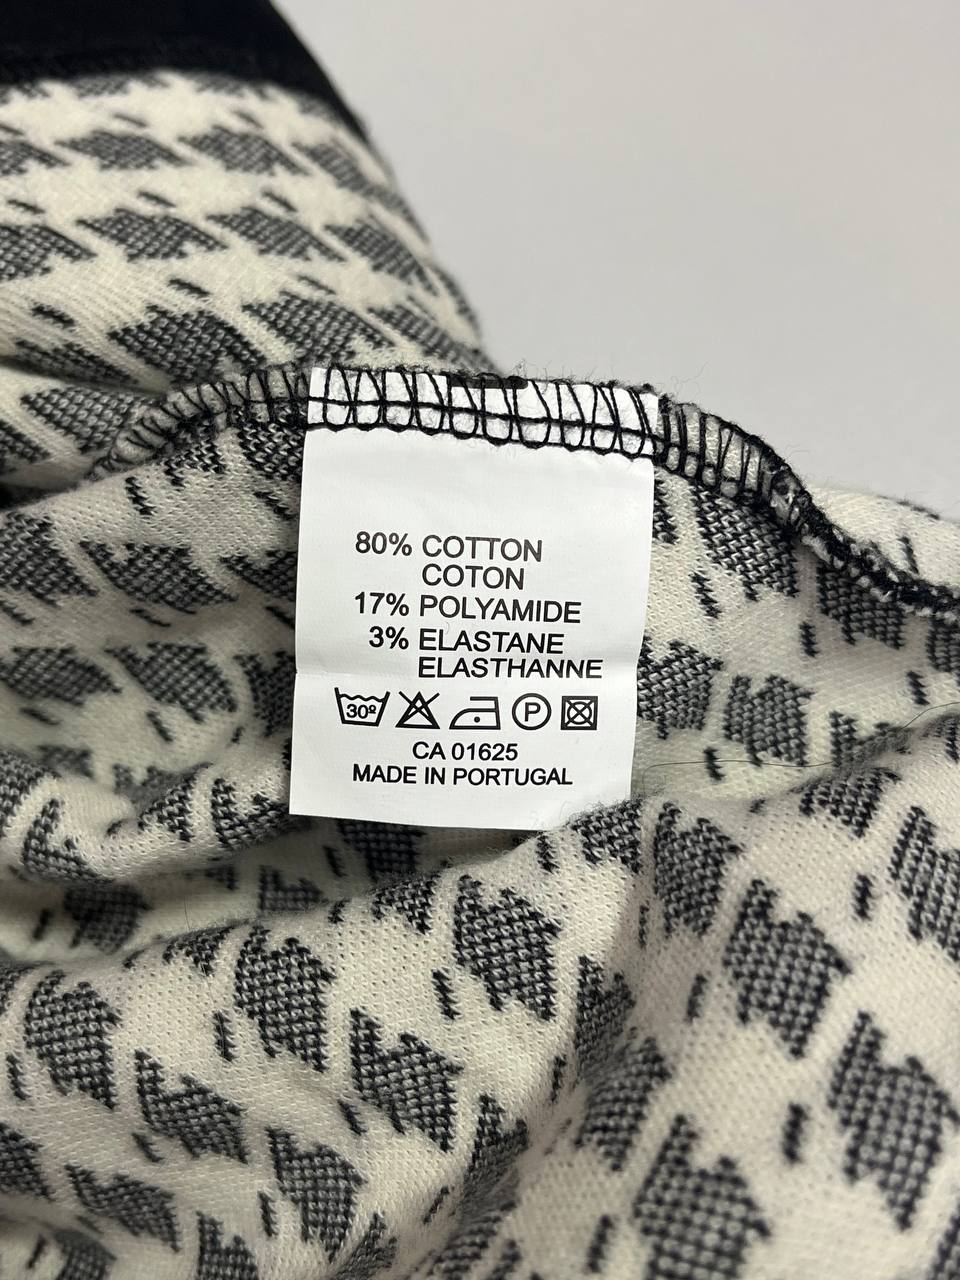 80% COTTON
COTON
17% POLYAMIDE
3% ELASTANE
ELASTHANNE
30º P
CA 01625
MADE IN PORTUGAL